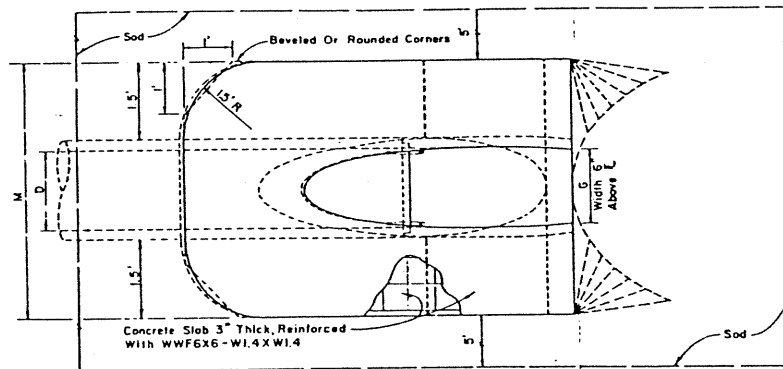 Sod
1'
Beveled Or Rounded Corners
5'
1.5'
1'
1.5' R
M
D
G
Width 6"
Above ₵
1.5'
Concrete Slab 3" Thick, Reinforced
With WWF6X6-W1.4XW1.4
5'
Sod